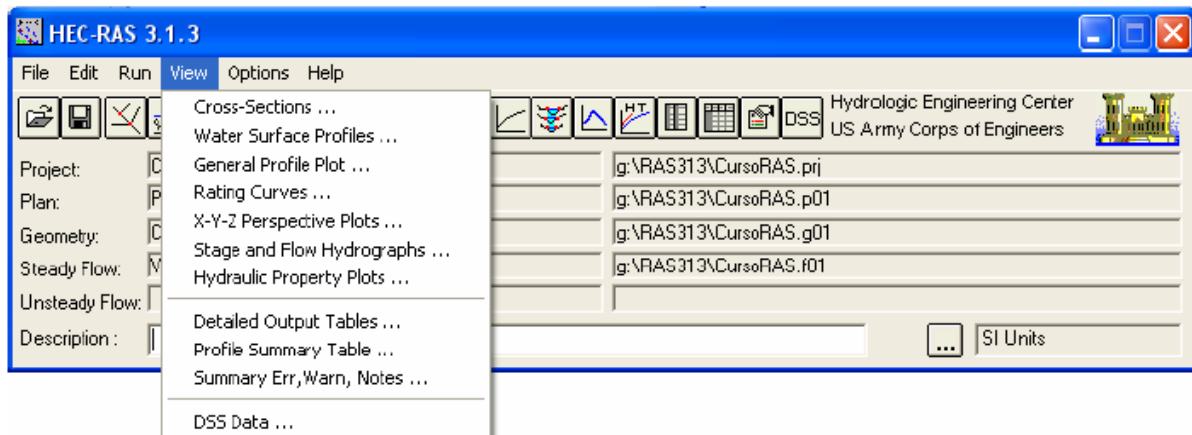 HEC-RAS 3.1.3
File Edit Run View Options Help
Cross-Sections ...
Water Surface Profiles ...
General Profile Plot ...
Rating Curves ...
X-Y-Z Perspective Plots ...
Stage and Flow Hydrographs ...
Hydraulic Property Plots ...
Detailed Output Tables ...
Profile Summary Table ...
Summary Err,Warn, Notes ...
DSS Data ...
HT
DSS
Hydrologic Engineering Center
US Army Corps of Engineers
Project:
g:\RAS313\CursoRAS.prj
Plan:
g:\RAS313\CursoRAS.p01
Geometry:
g:\RAS313\CursoRAS.g01
Steady Flow:
g:\RAS313\CursoRAS.f01
Unsteady Flow:
Description :
...
SI Units